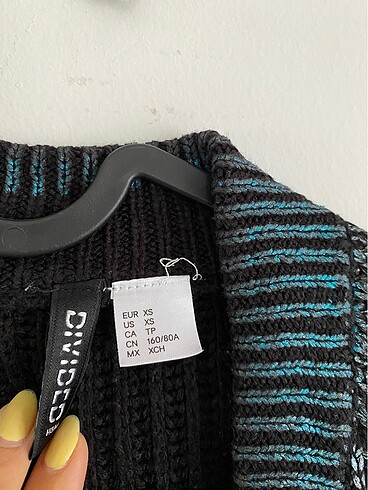 DIVIDED
EUR XS
US XS
CA TP
CN 160/80A
MX XCH